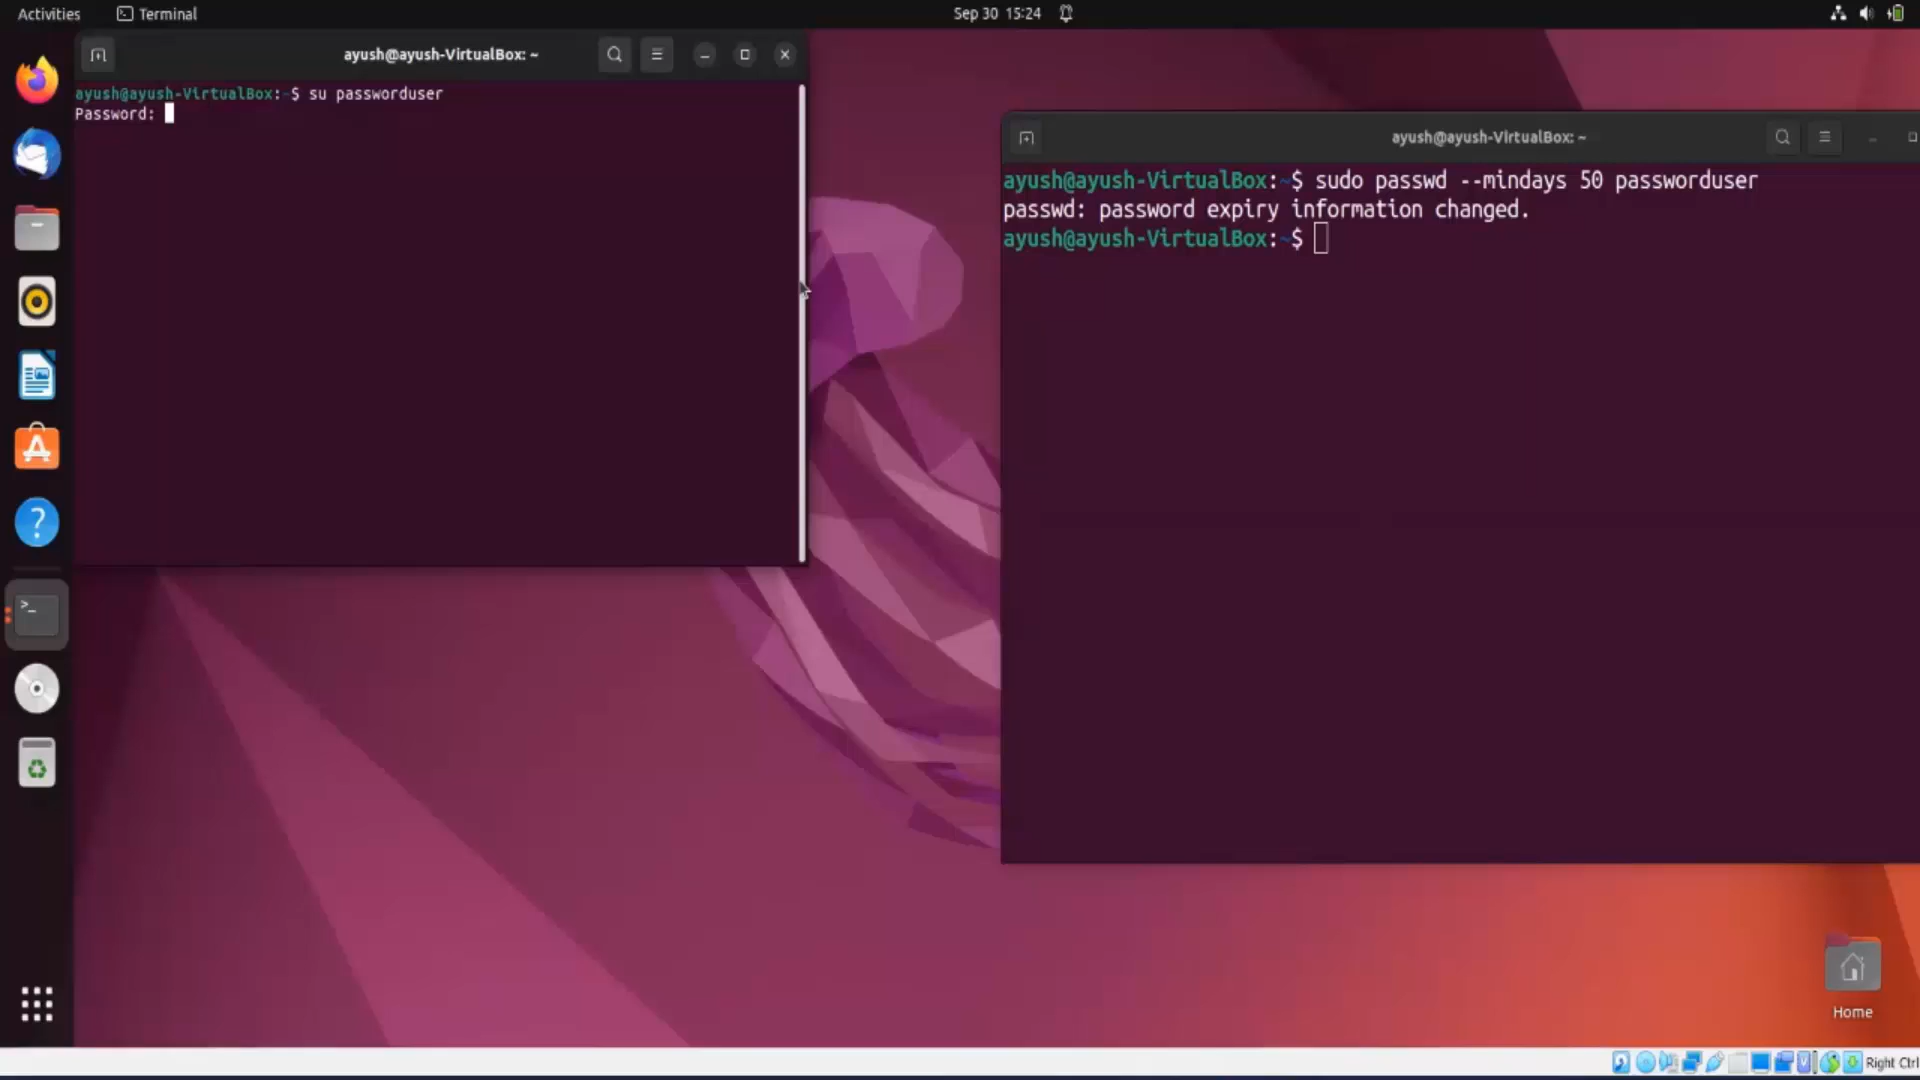 Activities
Terminal
Sep 30 15:24
ayush@ayush-VirtualBox: ~
ayush@ayush-VirtualBox:~$ su passworduser
Password:
ayush@ayush-VirtualBox: ~
ayush@ayush-VirtualBox:~$ sudo passwd --mindays 50 passworduser
passwd: password expiry information changed.
ayush@ayush-VirtualBox:~$
Home
Right Ctrl